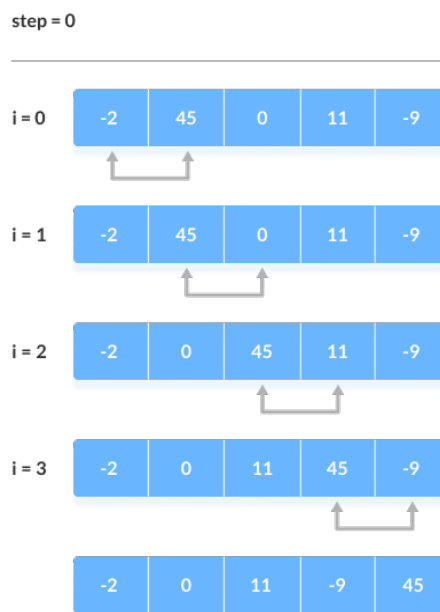 step = 0
i = 0 -2 45 0 11 -9
i = 1 -2 45 0 11 -9
i = 2 -2 0 45 11 -9
i = 3 -2 0 11 45 -9
-2 0 11 -9 45